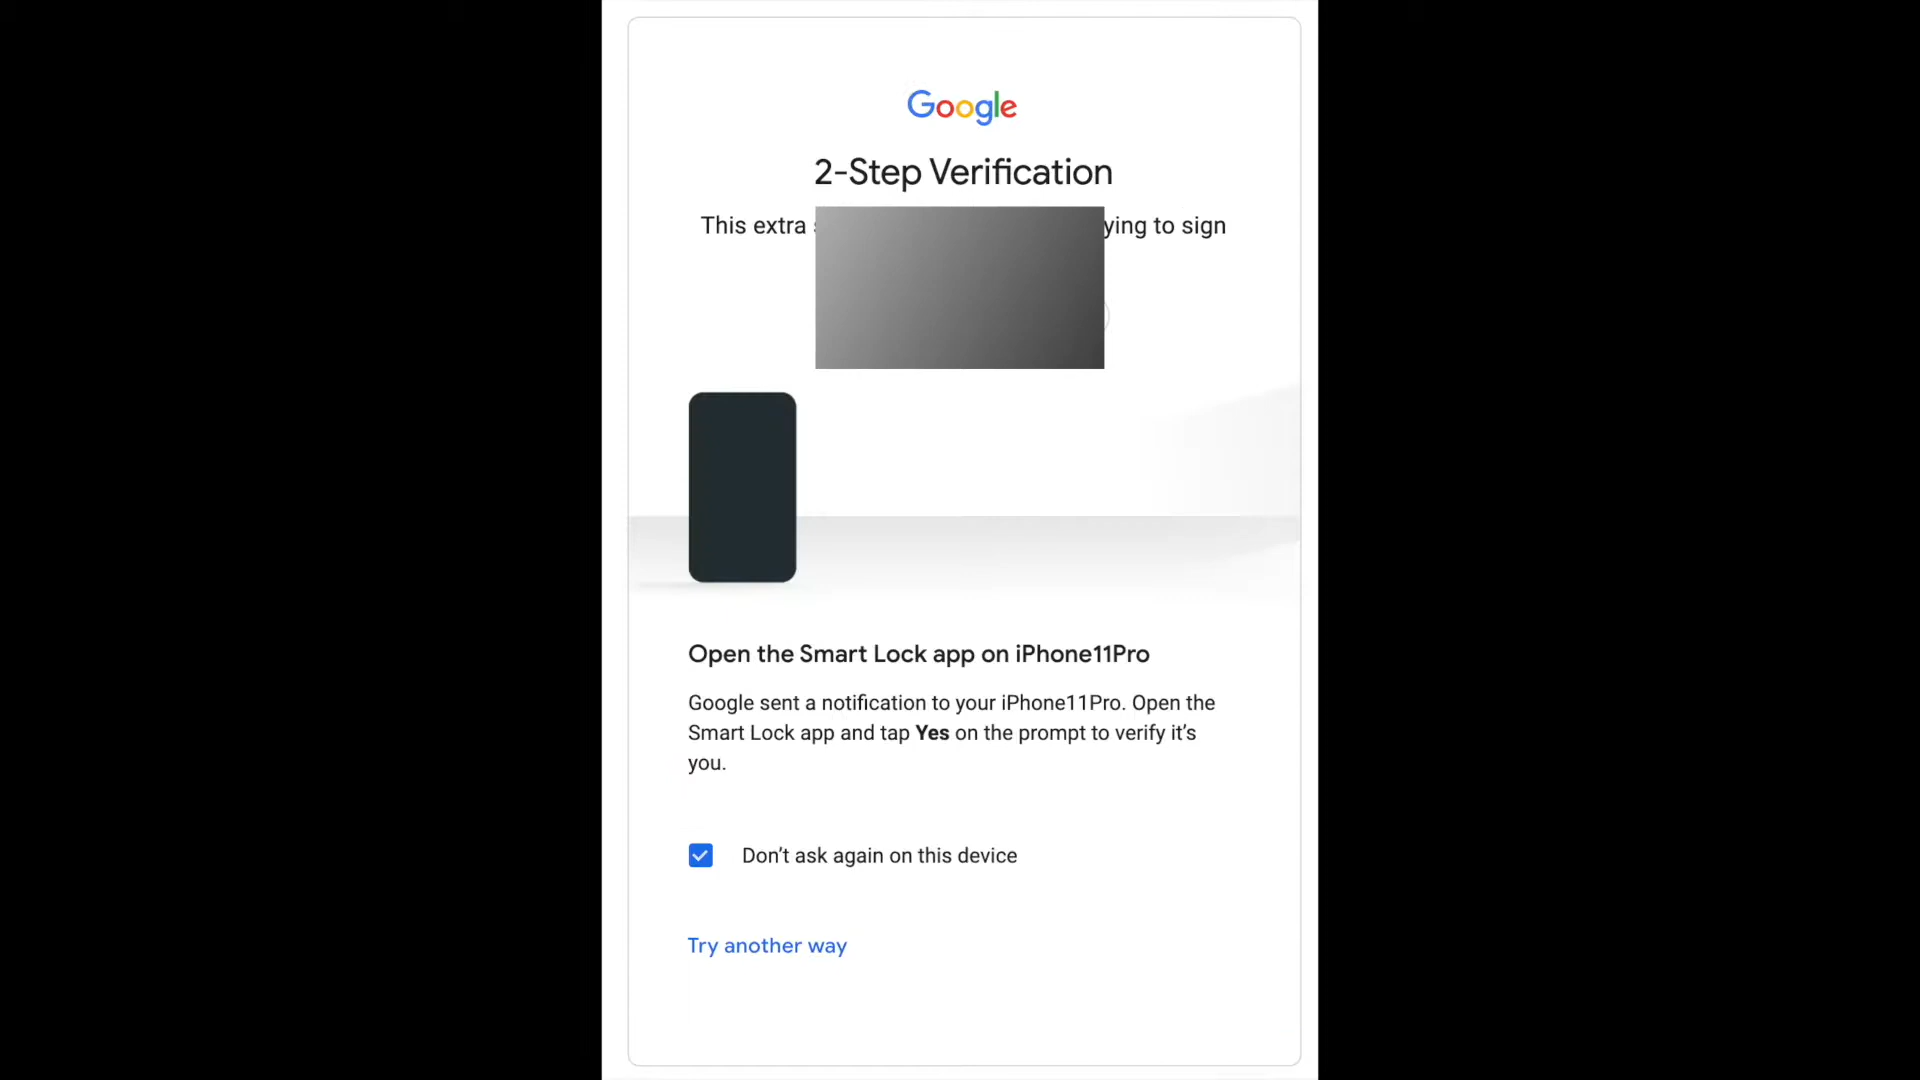 Google
2-Step Verification
This extra ying to sign
Open the Smart Lock app on iPhone11Pro
Google sent a notification to your iPhone11Pro. Open the
Smart Lock app and tap Yes on the prompt to verify it's
you.
Don't ask again on this device
Try another way